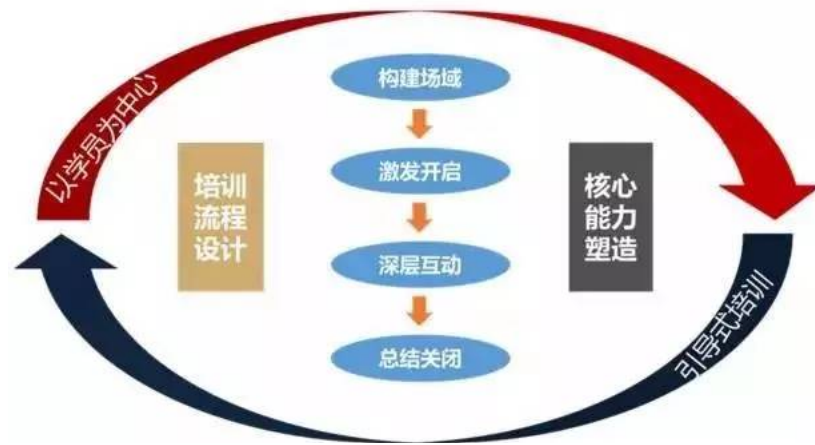 以学员为中心
培训
流程
设计
构建场域
激发开启
深层互动
总结关闭
核心
能力
塑造
引导式培训